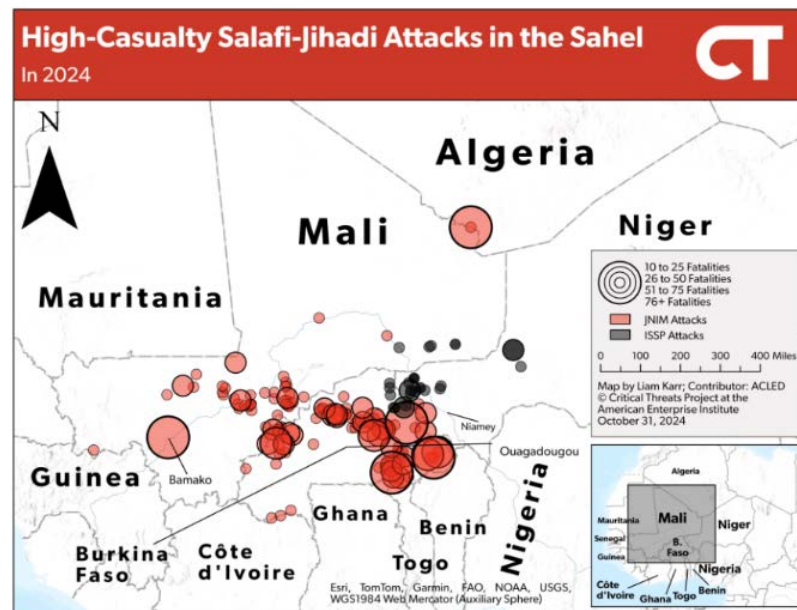 High-Casualty Salafi-Jihadi Attacks in the Sahel
In 2024
CT
N
Algeria
Mali
Niger
Mauritania
10 to 25 Fatalities
26 to 50 Fatalities
51 to 75 Fatalities
76+ Fatalities
JNIM Attacks
ISSP Attacks
0 100 200 300 400 Miles
Map by Liam Karr; Contributor: ACLED
© Critical Threats Project at the
American Enterprise Institute
October 31, 2024
Niamey
Ouagadougou
Guinea
Bamako
Burkina
Faso
Côte
d'Ivoire
Ghana
Togo
Benin
Nigeria
Esri, TomTom, Garmin, FAO, NOAA, USGS,
WGS1984 Web Mercator (Auxiliary Sphere)
Algeria
Mauritania
Mali
Niger
Senegal
B.
Faso
Guinea
Nigeria
Côte
d'Ivoire
Ghana
Togo
Benin